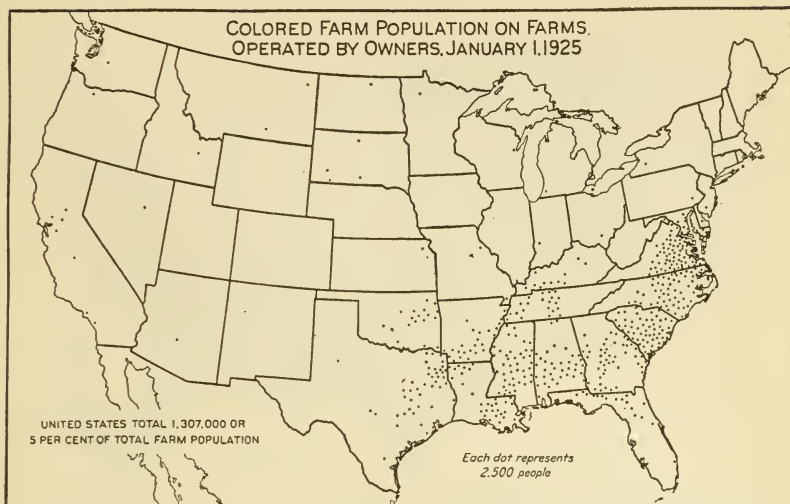 COLORED FARM POPULATION ON FARMS.
OPERATED BY OWNERS, JANUARY 1, 1925
UNITED STATES TOTAL 1,307,000 OR
5 PER CENT OF TOTAL FARM POPULATION
Each dot represents
2.500 people